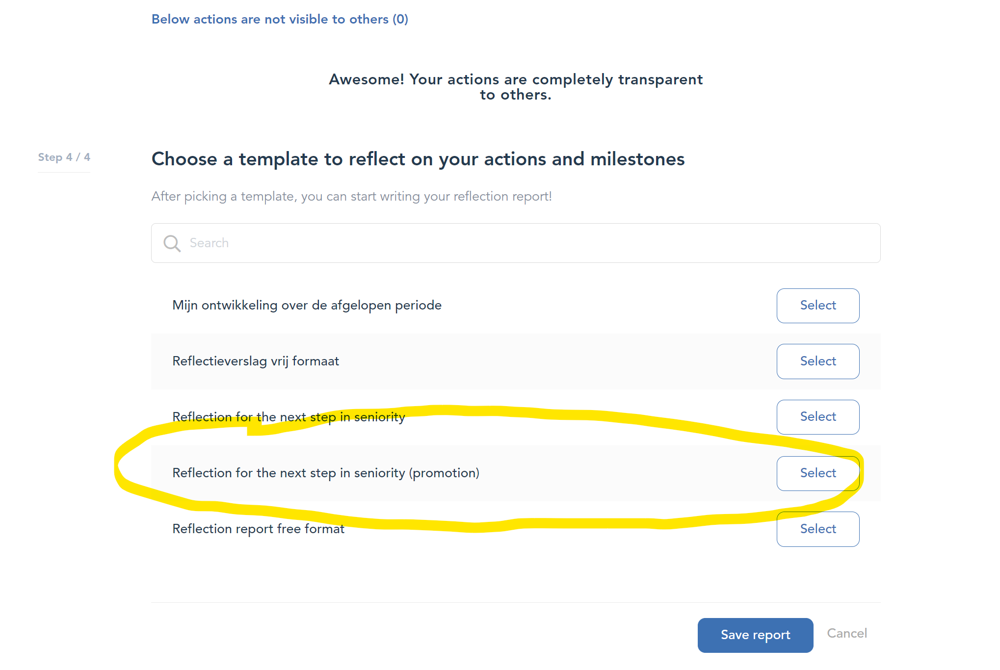 Below actions are not visible to others (0)
Awesome! Your actions are completely transparent
to others.
Step 4 / 4
Choose a template to reflect on your actions and milestones
After picking a template, you can start writing your reflection report!
Search
Mijn ontwikkeling over de afgelopen periode
Select
Reflectieverslag vrij formaat
Select
Reflection for the next step in seniority
Select
Reflection for the next step in seniority (promotion)
Select
Reflection report free format
Select
Save report
Cancel